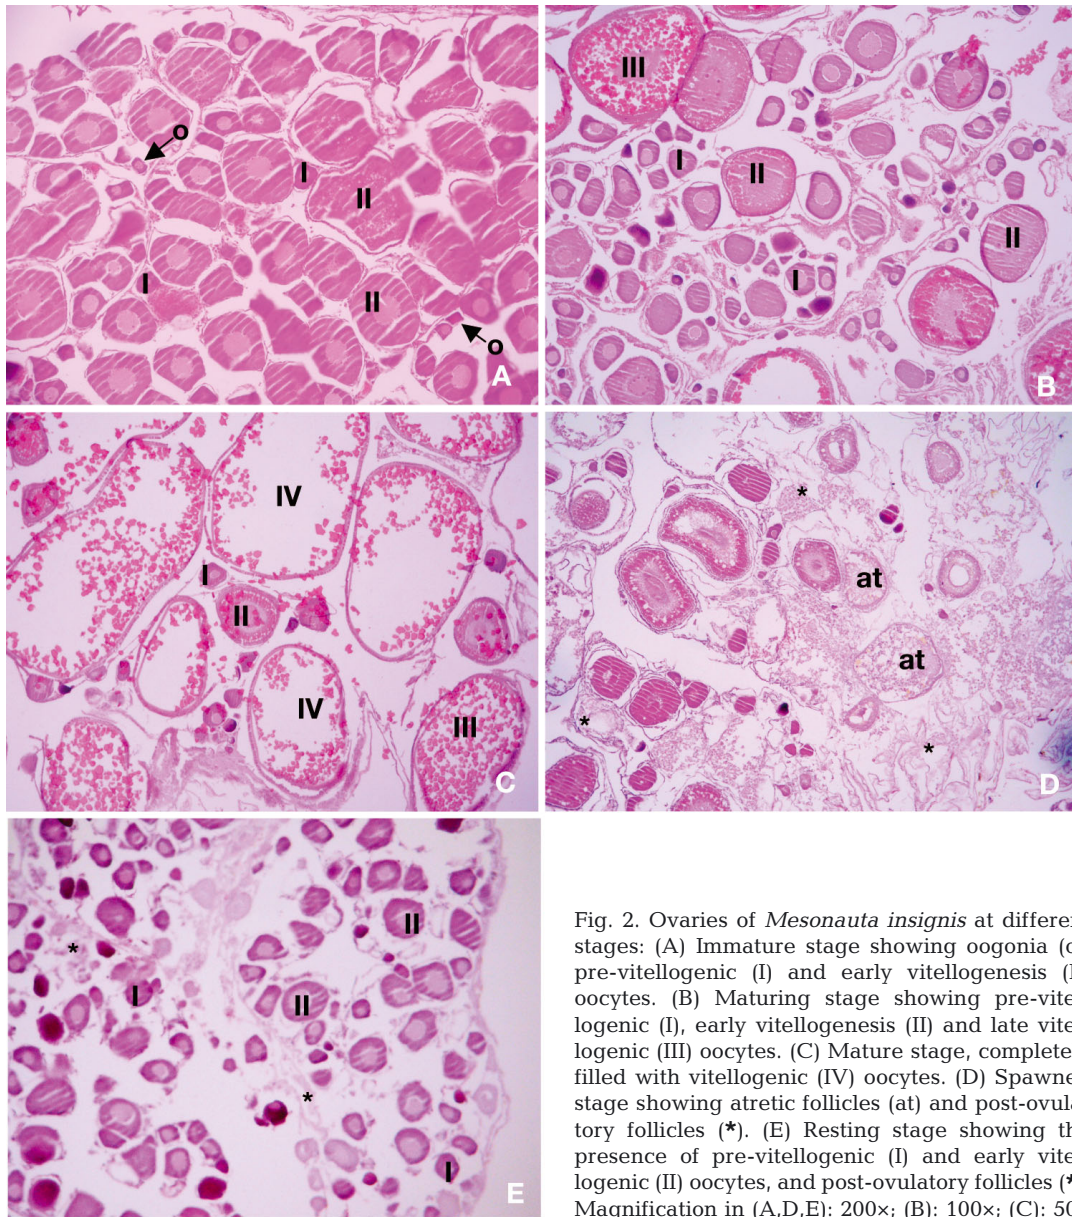 o
I
II
I
II
o
A
III
I
II
II
I
B
IV
I
II
IV
III
C
*
at
at
*
*
D
II
*
I
II
*
I
E
Fig. 2. Ovaries of Mesonauta insignis at differen
stages: (A) Immature stage showing oogonia (o
pre-vitellogenic (I) and early vitellogenesis (I
oocytes. (B) Maturing stage showing pre-vite
logenic (I), early vitellogenesis (II) and late vite
logenic (III) oocytes. (C) Mature stage, complete
filled with vitellogenic (IV) oocytes. (D) Spawne
stage showing atretic follicles (at) and post-ovula
tory follicles (*). (E) Resting stage showing th
presence of pre-vitellogenic (I) and early vite
logenic (II) oocytes, and post-ovulatory follicles (*
Magnification in (A,D,E): 200×; (B): 100×; (C): 50